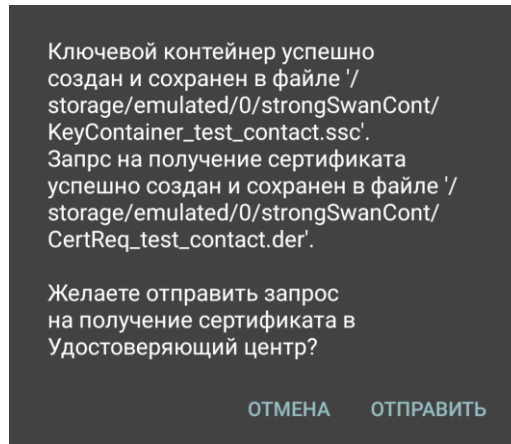 Ключевой контейнер успешно
создан и сохранен в файле '/
storage/emulated/0/strongSwanCont/
KeyContainer_test_contact.ssc'.
Запрс на получение сертификата
успешно создан и сохранен в файле '/
storage/emulated/0/strongSwanCont/
CertReq_test_contact.der'.
Желаете отправить запрос
на получение сертификата в
Удостоверяющий центр?
ОТМЕНА ОТПРАВИТЬ